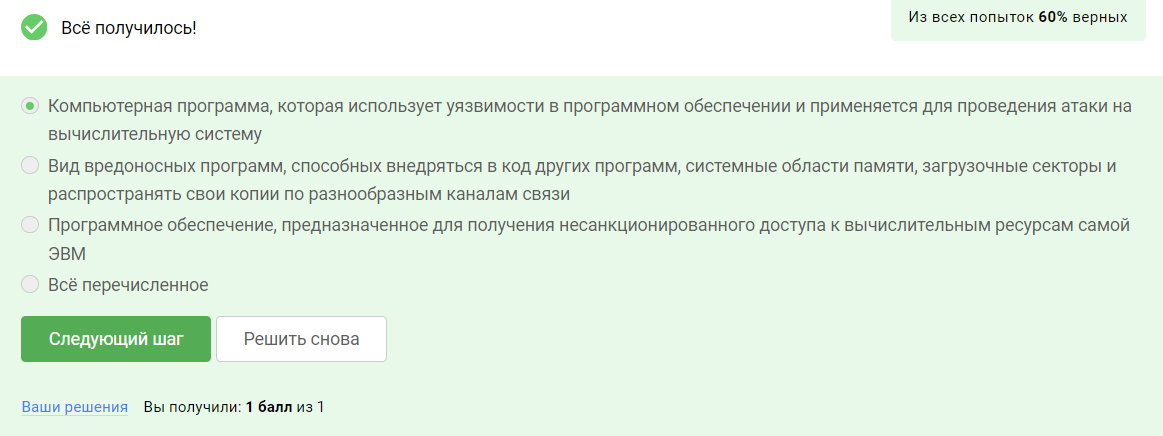 Всё получилось!
Из всех попыток 60% верных
Компьютерная программа, которая использует уязвимости в программном обеспечении и применяется для проведения атаки на
вычислительную систему
Вид вредоносных программ, способных внедряться в код других программ, системные области памяти, загрузочные секторы и
распространять свои копии по разнообразным каналам связи
Программное обеспечение, предназначенное для получения несанкционированного доступа к вычислительным ресурсам самой
ЭВМ
Всё перечисленное
Следующий шаг
Решить снова
Ваши решения Вы получили: 1 балл из 1